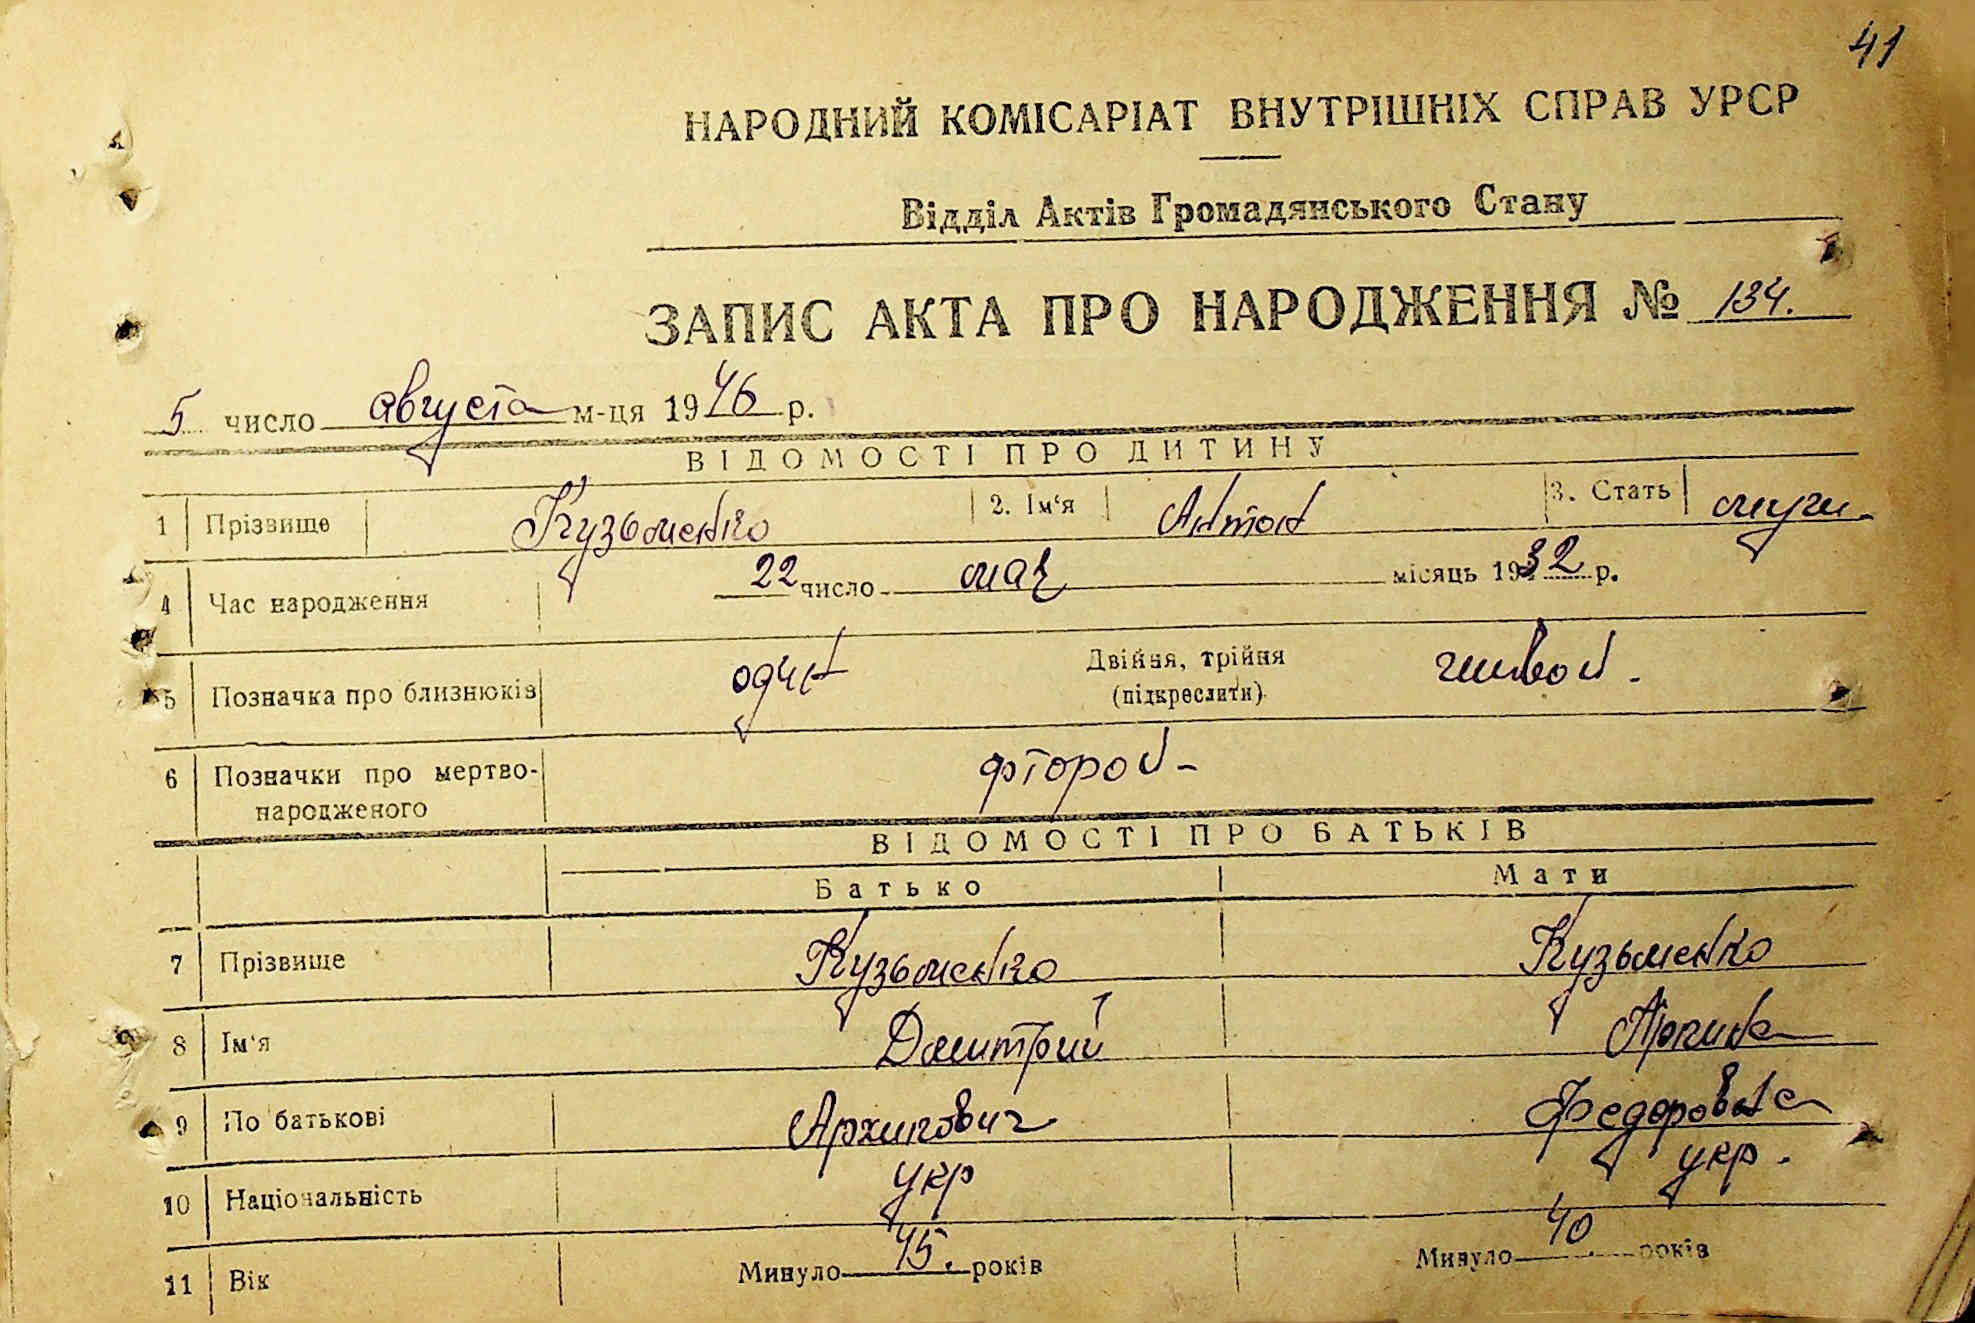 41
НАРОДНИЙ КОМІСАРІАТ ВНУТРІШНІХ СПРАВ УРСР
Відділ Актів Громадянського Стану
ЗАПИС АКТА ПРО НАРОДЖЕННЯ № 134.
5 число августа м-ця 1946 р.
ВІДОМОСТІ ПРО ДИТИНУ
1 Прізвище Кузьменко 2. Ім'я Антон 3. Стать
4 Час народження 22 число мая місяць 1932 р.
5 Позначка про близнюків один Двійня, трійня (підкреслити) живой.
6 Позначки про мертво-
народженого фторой-
ВІДОМОСТІ ПРО БАТЬКІВ
Батько Мати
7 Прізвище Кузьменко Кузьменко
8 Ім'я Дмитрий
9 По батькові Архипович Федоровна
10 Національність укр укр.
11 Вік Минуло 45. років Минуло 40 років